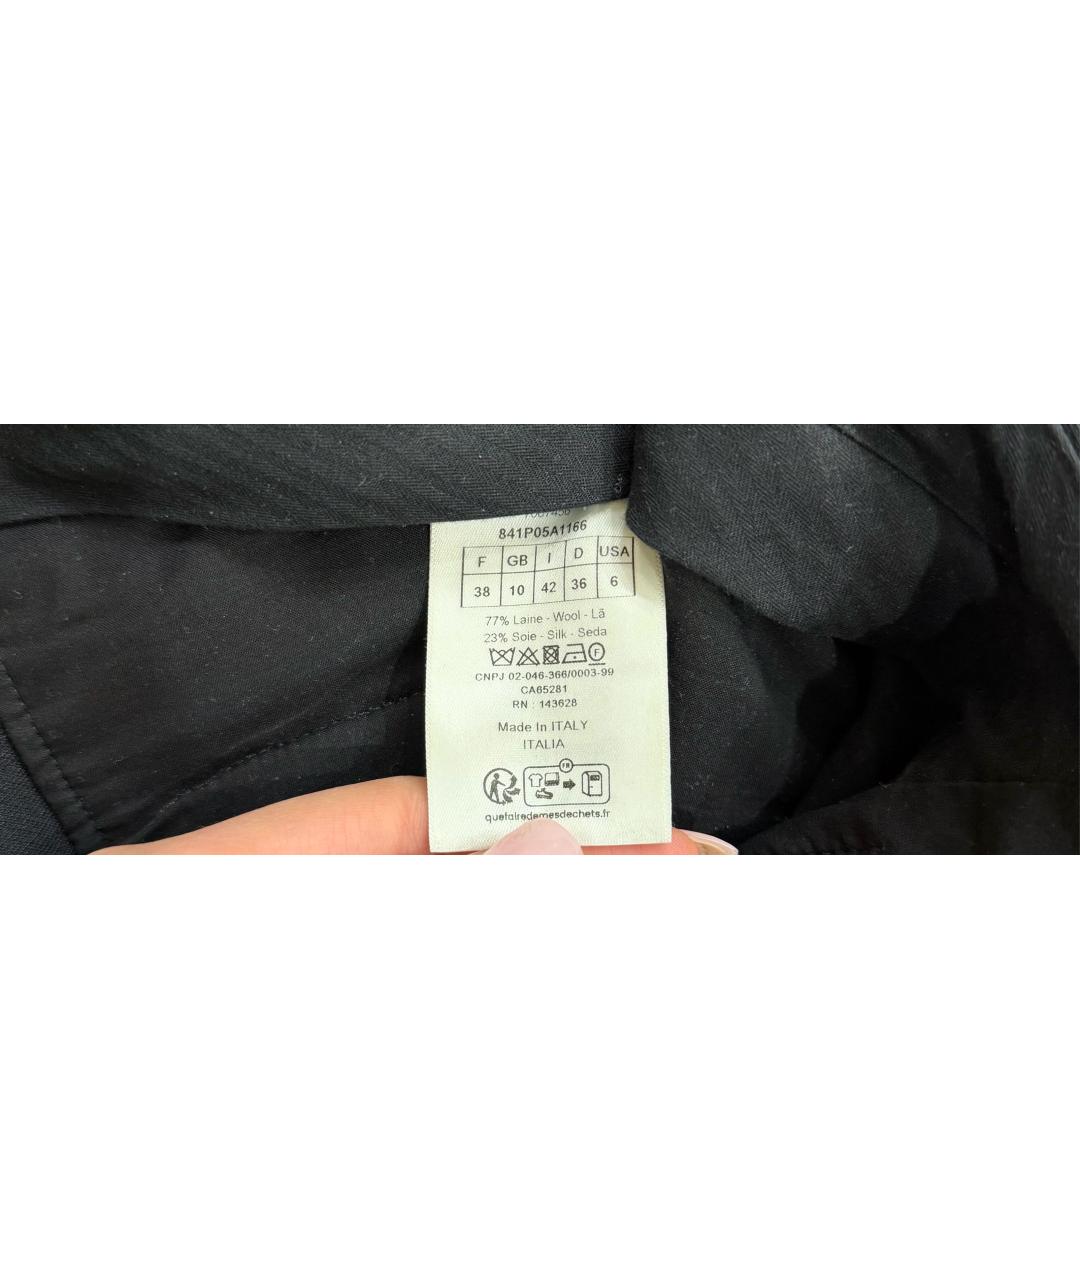 841P05A1166
F GB I D USA
38 10 42 36 6
77% Laine - Wool - Lã
23% Soie - Silk - Seda
F
CNPJ 02-046-366/0003-99
CA65281
RN : 143628
Made In ITALY
ITALIA
FR
quefairedemesdechets.fr